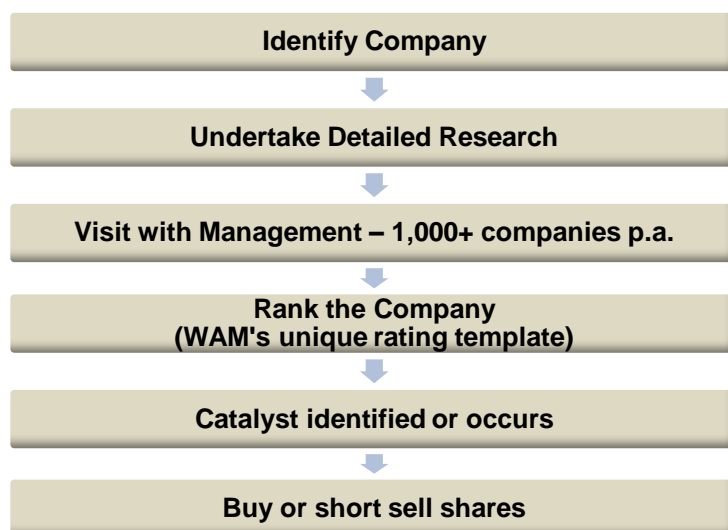 Identify Company
Undertake Detailed Research
Visit with Management – 1,000+ companies p.a.
Rank the Company
(WAM's unique rating template)
Catalyst identified or occurs
Buy or short sell shares